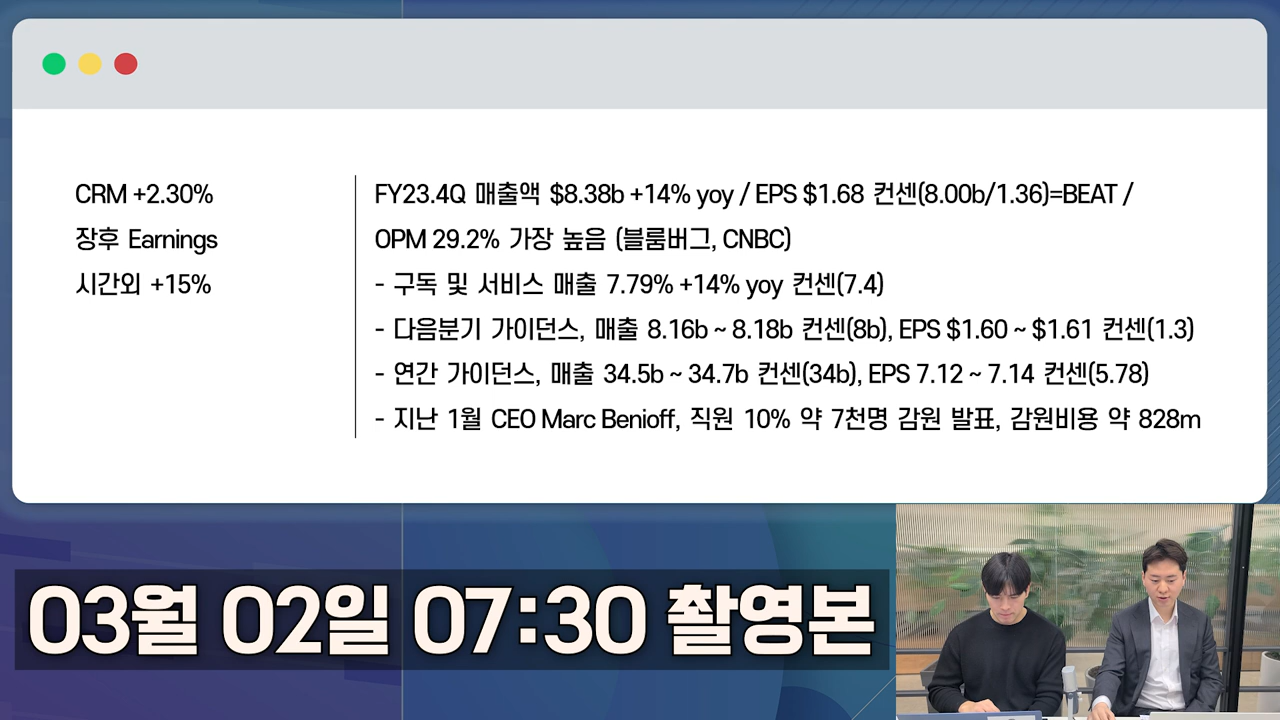 CRM +2.30%
장후 Earnings
시간외 +15%
FY23.4Q 매출액 $8.38b +14% yoy / EPS $1.68 컨센(8.00b/1.36)=BEAT /
OPM 29.2% 가장 높음 (블룸버그, CNBC)
- 구독 및 서비스 매출 7.79% +14% yoy 컨센(7.4)
- 다음분기 가이던스, 매출 8.16b ~ 8.18b 컨센(8b), EPS $1.60 ~ $1.61 컨센(1.3)
- 연간 가이던스, 매출 34.5b ~ 34.7b 컨센(34b), EPS 7.12 ~ 7.14 컨센(5.78)
- 지난 1월 CEO Marc Benioff, 직원 10% 약 7천명 감원 발표, 감원비용 약 828m
03월 02일 07:30 촬영본